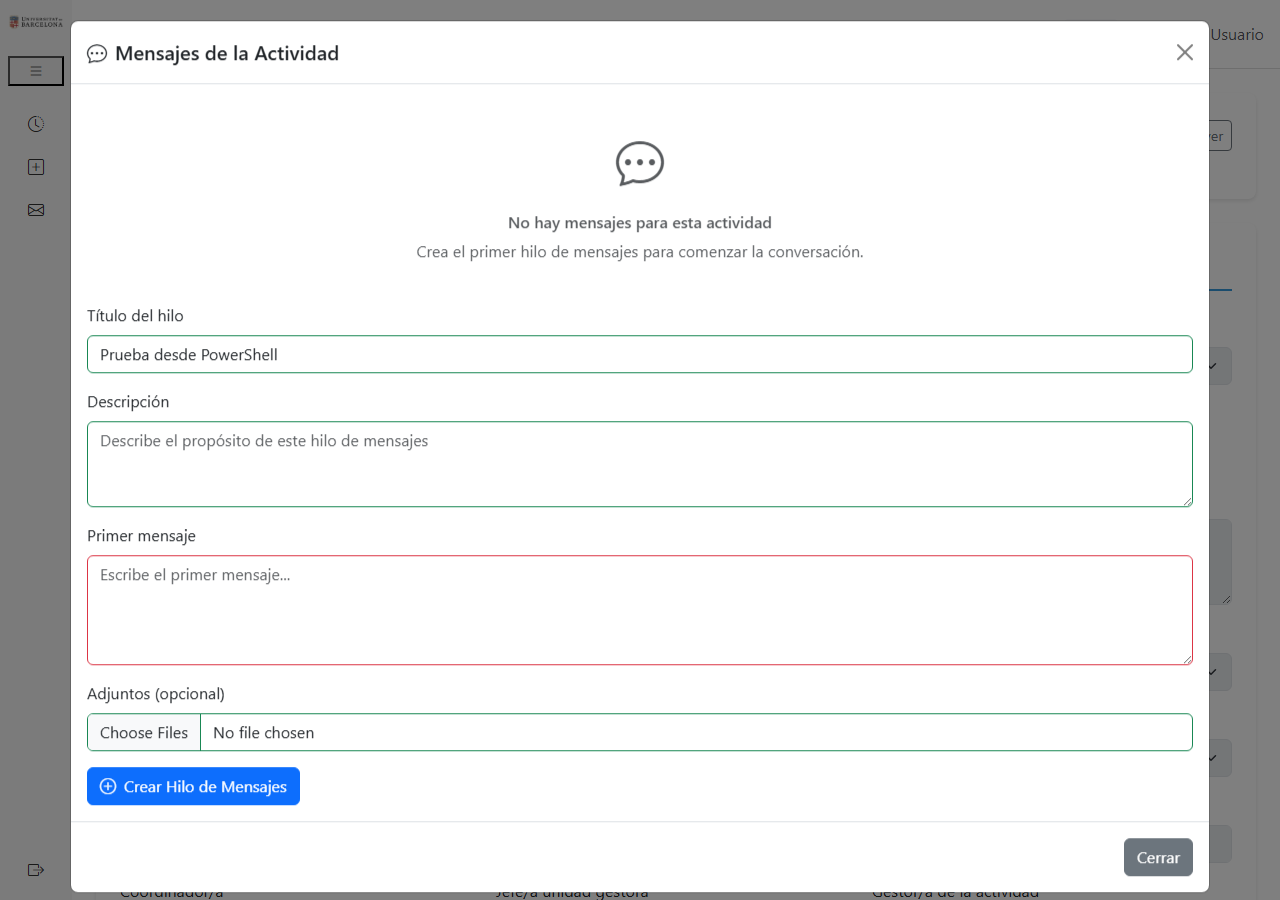 UNIVERSITAT DE
BARCELONA
Mensajes de la Actividad
Usuario
No hay mensajes para esta actividad
Crea el primer hilo de mensajes para comenzar la conversación.
Título del hilo
Prueba desde PowerShell
Descripción
Describe el propósito de este hilo de mensajes
Primer mensaje
Escribe el primer mensaje...
Adjuntos (opcional)
Choose Files No file chosen
Crear Hilo de Mensajes
Cerrar
Coordinador/a Jefe/a unidad gestora Gestor/a de la actividad